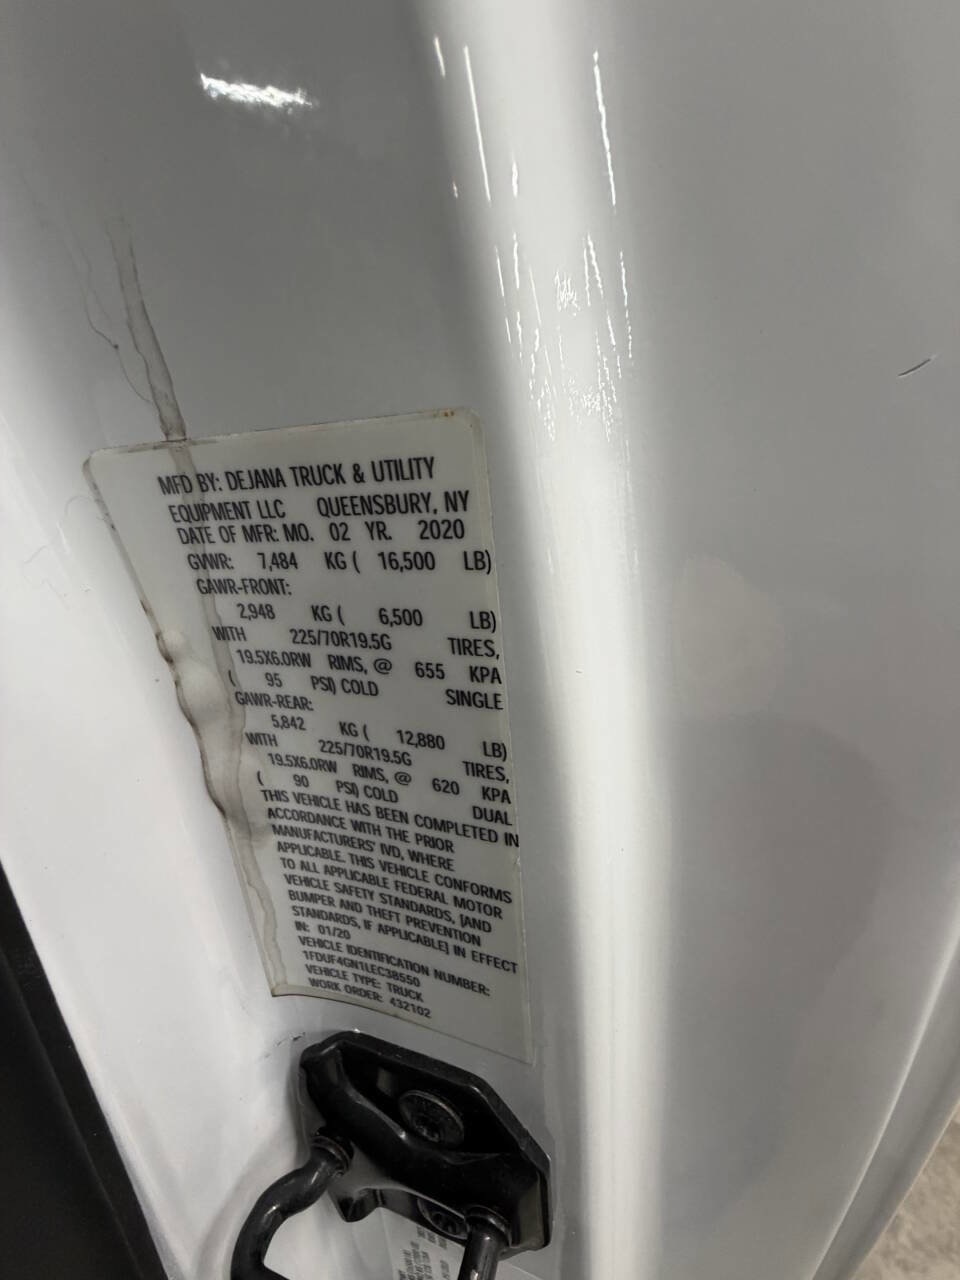 MFD BY: DEJANA TRUCK & UTILITY
EQUIPMENT LLC QUEENSBURY, NY
DATE OF MFR: MO. 02 YR. 2020
GVWR: 7,484 KG ( 16,500 LB)
GAWR-FRONT:
2,948 KG ( 6,500 LB)
WITH 225/70R19.5G TIRES,
19.5X6.0RW RIMS, @ 655 KPA
( 95 PSI) COLD SINGLE
GAWR-REAR:
5,842 KG ( 12,880 LB)
WITH 225/70R19.5G TIRES,
19.5X6.0RW RIMS, @ 620 KPA
( 90 PSI) COLD DUAL
THIS VEHICLE HAS BEEN COMPLETED IN
ACCORDANCE WITH THE PRIOR
MANUFACTURERS' IVD, WHERE
APPLICABLE. THIS VEHICLE CONFORMS
TO ALL APPLICABLE FEDERAL MOTOR
VEHICLE SAFETY STANDARDS, [AND
BUMPER AND THEFT PREVENTION
STANDARDS, IF APPLICABLE] IN EFFECT
IN: 01/20
VEHICLE IDENTIFICATION NUMBER:
1FDUF4GN1LEC38550
VEHICLE TYPE: TRUCK
WORK ORDER: 432102